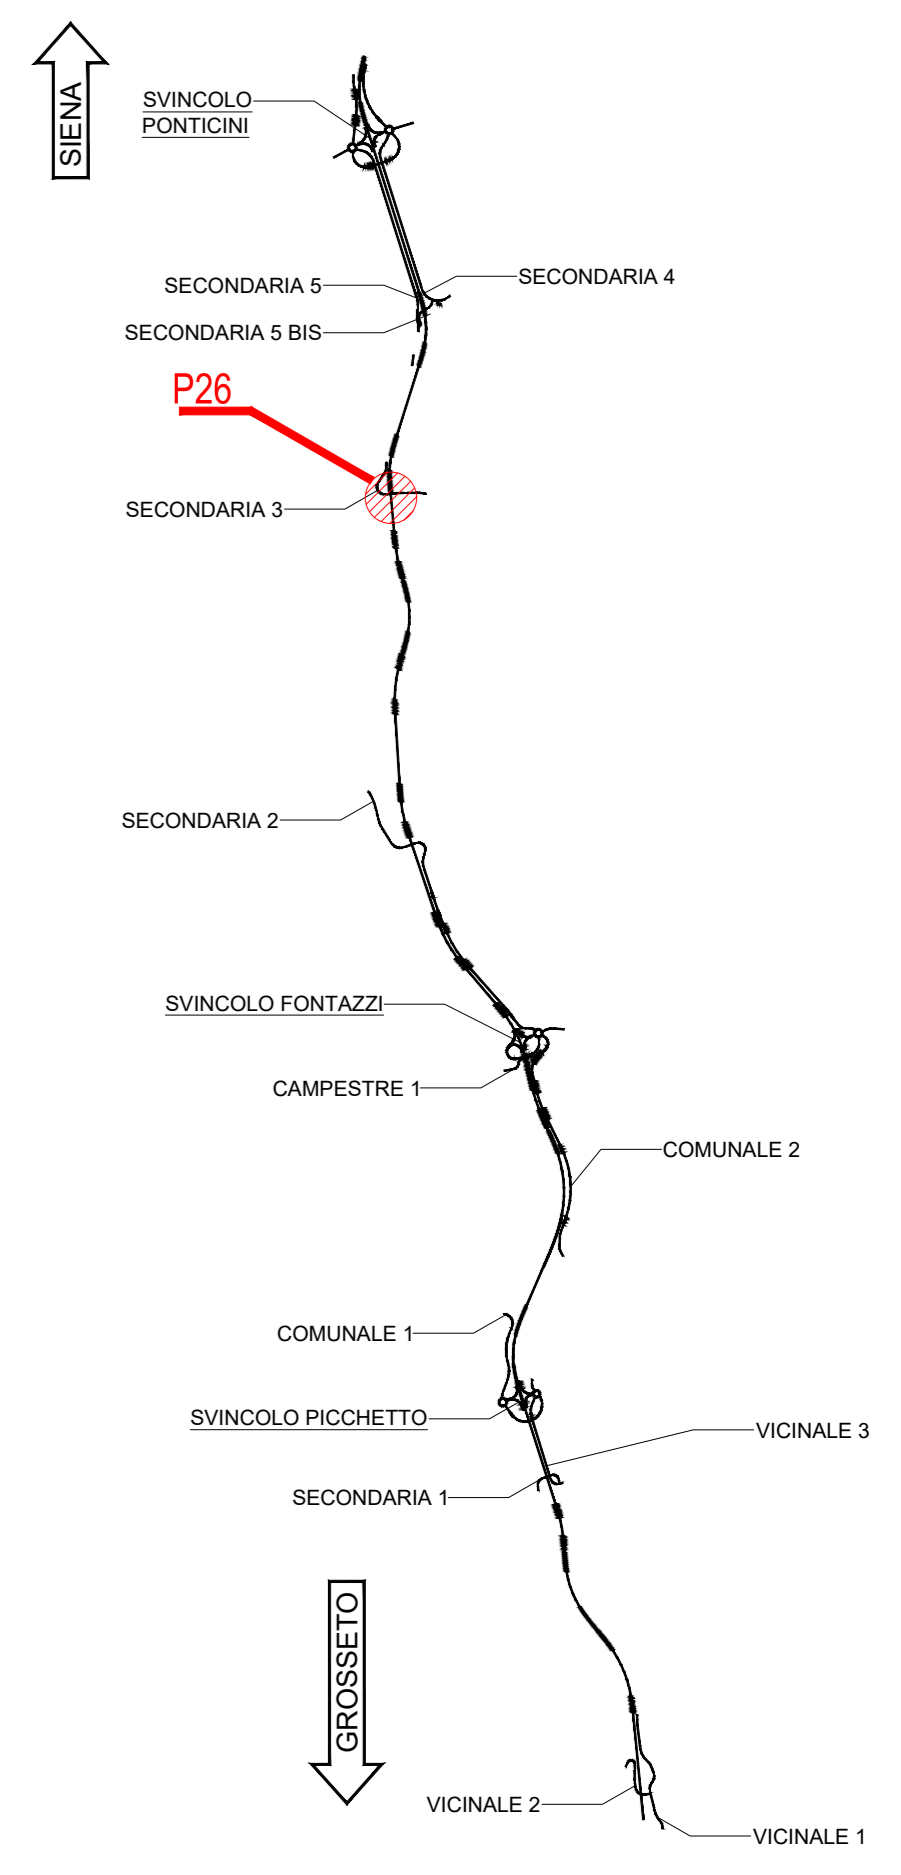 SIENA
SVINCOLO
PONTICINI
SECONDARIA 5
SECONDARIA 4
SECONDARIA 5 BIS
P26
SECONDARIA 3
SECONDARIA 2
SVINCOLO FONTAZZI
CAMPESTRE 1
COMUNALE 2
COMUNALE 1
SVINCOLO PICCHETTO
VICINALE 3
SECONDARIA 1
GROSSETO
VICINALE 2
VICINALE 1